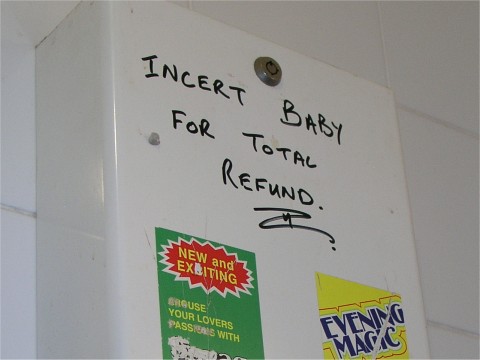 INCERT BABY
FOR TOTAL
REFUND.
NEW and
EXCITING
AROUSE
YOUR LOVERS
PASSIONS WITH
EVENING
MAGIC